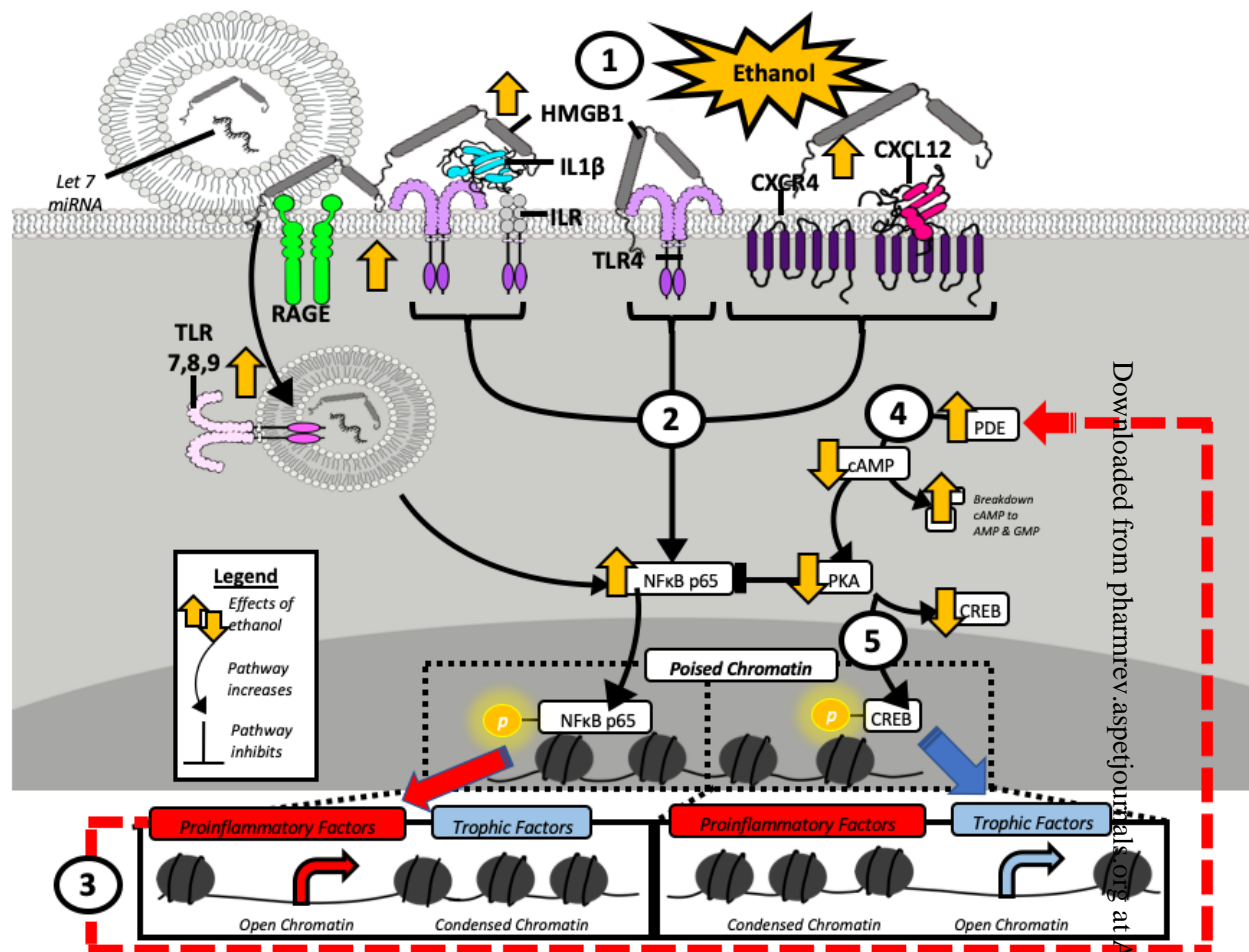 1
Ethanol
HMGB1
IL1β
ILR
CXCL12
CXCR4
Let 7
miRNA
TLR4
RAGE
TLR
7,8,9
2
4
PDE
cAMP
Breakdown
cAMP to
AMP & GMP
NFκB p65
PKA
CREB
5
Legend
Effects of
ethanol
Pathway
increases
Pathway
inhibits
Poised Chromatin
p
NFκB p65
p
CREB
3
Proinflammatory Factors
Trophic Factors
Proinflammatory Factors
Trophic Factors
Open Chromatin
Condensed Chromatin
Condensed Chromatin
Open Chromatin
Downloaded from pharmrev.aspetjournals.org at A